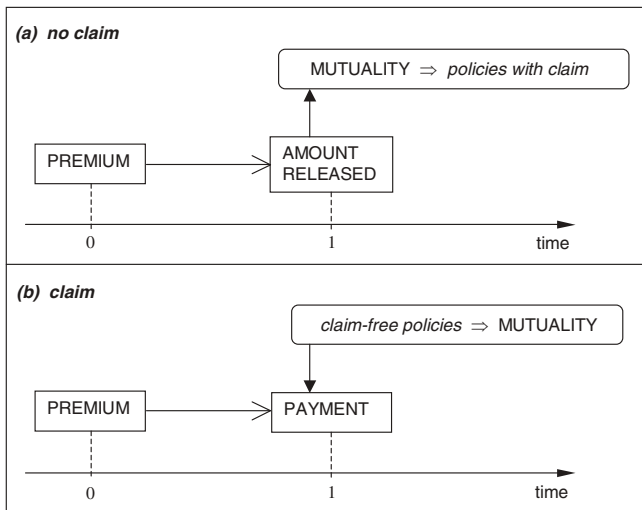 (a) no claim
MUTUALITY ⇒ policies with claim
PREMIUM
AMOUNT
RELEASED
0
1
time
(b) claim
claim-free policies ⇒ MUTUALITY
PREMIUM
PAYMENT
0
1
time